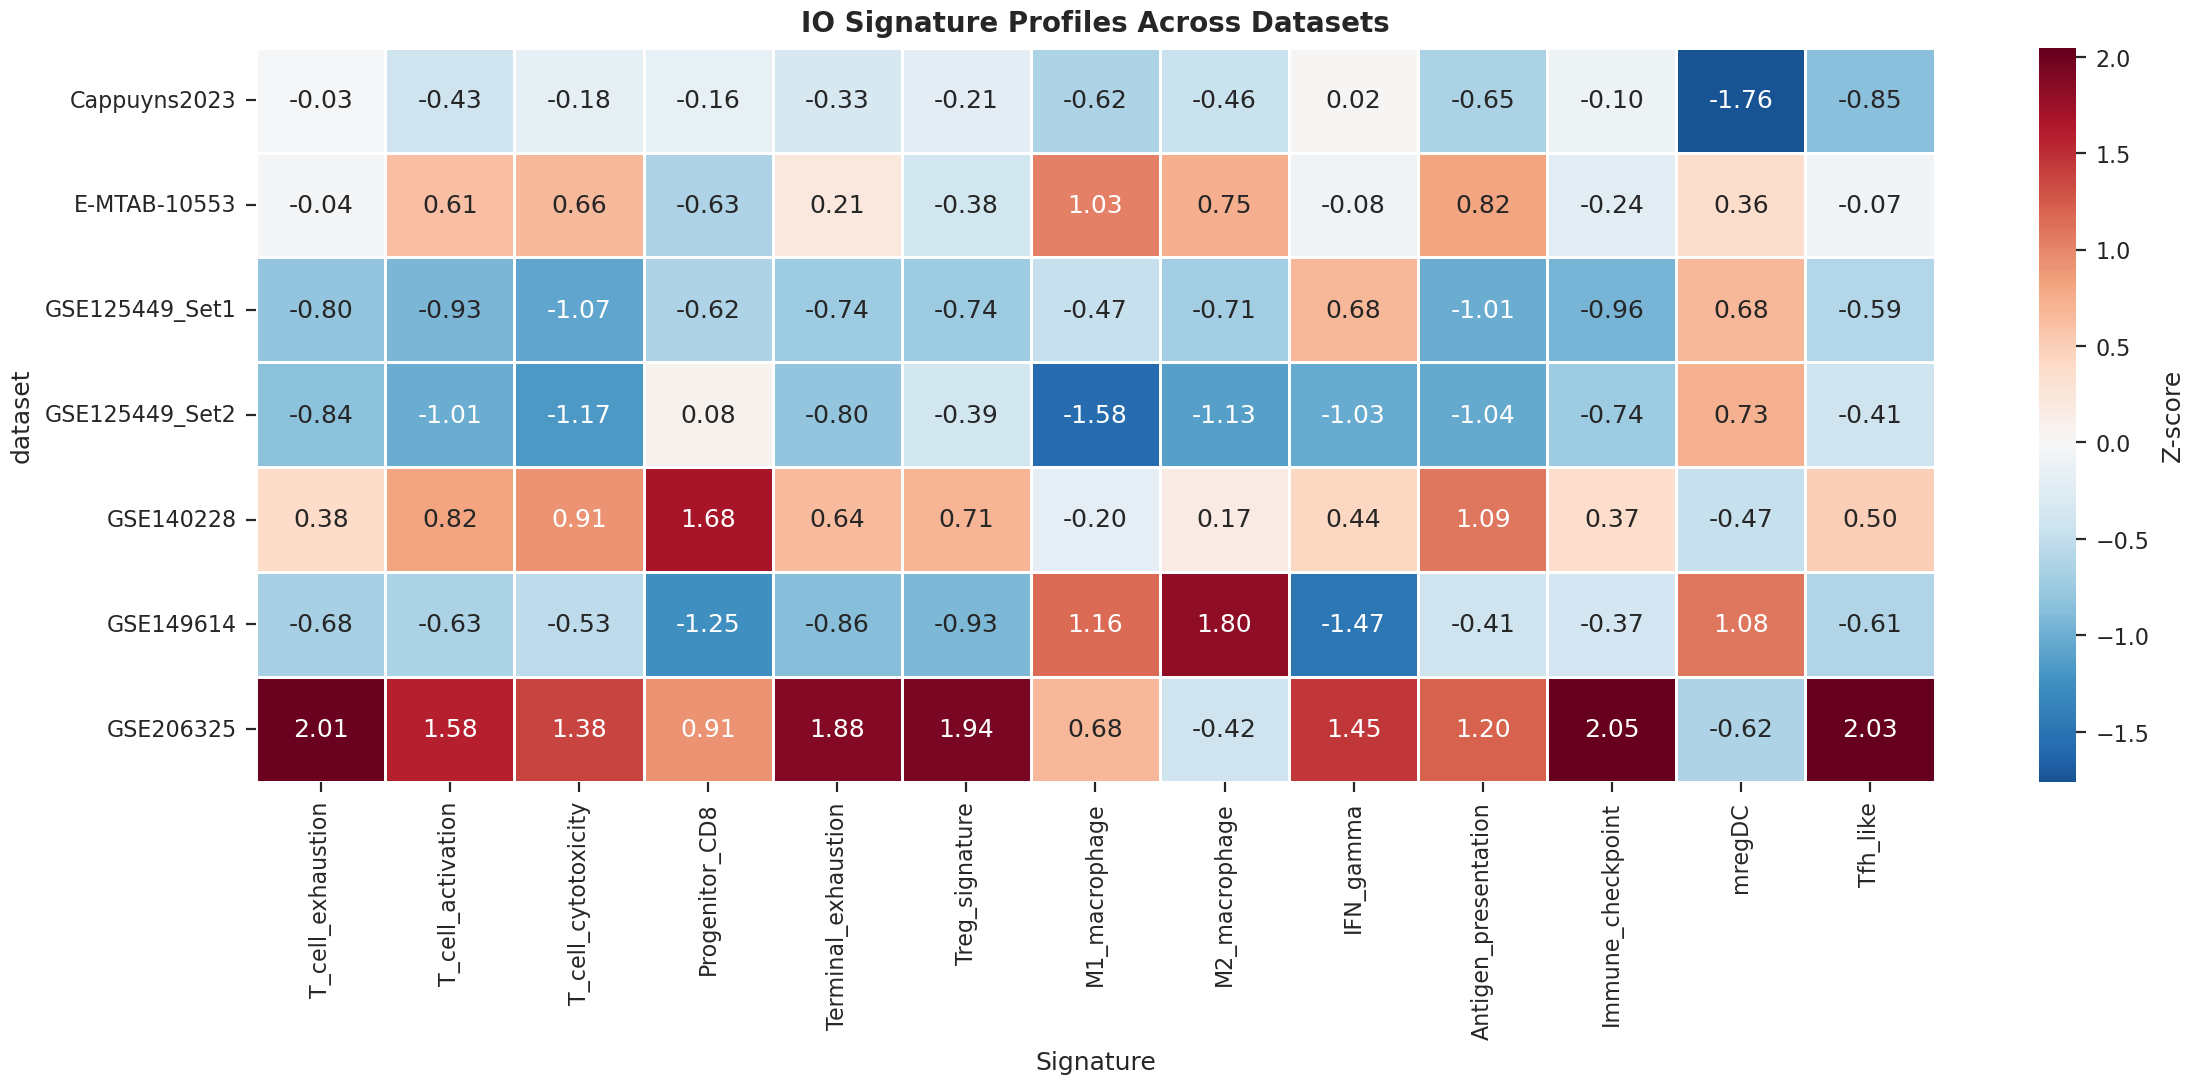 IO Signature Profiles Across Datasets
dataset
Cappuyns2023 -0.03 -0.43 -0.18 -0.16 -0.33 -0.21 -0.62 -0.46 0.02 -0.65 -0.10 -1.76 -0.85
E-MTAB-10553 -0.04 0.61 0.66 -0.63 0.21 -0.38 1.03 0.75 -0.08 0.82 -0.24 0.36 -0.07
GSE125449_Set1 -0.80 -0.93 -1.07 -0.62 -0.74 -0.74 -0.47 -0.71 0.68 -1.01 -0.96 0.68 -0.59
GSE125449_Set2 -0.84 -1.01 -1.17 0.08 -0.80 -0.39 -1.58 -1.13 -1.03 -1.04 -0.74 0.73 -0.41
GSE140228 0.38 0.82 0.91 1.68 0.64 0.71 -0.20 0.17 0.44 1.09 0.37 -0.47 0.50
GSE149614 -0.68 -0.63 -0.53 -1.25 -0.86 -0.93 1.16 1.80 -1.47 -0.41 -0.37 1.08 -0.61
GSE206325 2.01 1.58 1.38 0.91 1.88 1.94 0.68 -0.42 1.45 1.20 2.05 -0.62 2.03
T_cell_exhaustion
T_cell_activation
T_cell_cytotoxicity
Progenitor_CD8
Terminal_exhaustion
Treg_signature
M1_macrophage
M2_macrophage
IFN_gamma
Antigen_presentation
Immune_checkpoint
mregDC
Tfh_like
Signature
2.0
1.5
1.0
0.5
0.0
−0.5
−1.0
−1.5
Z-score